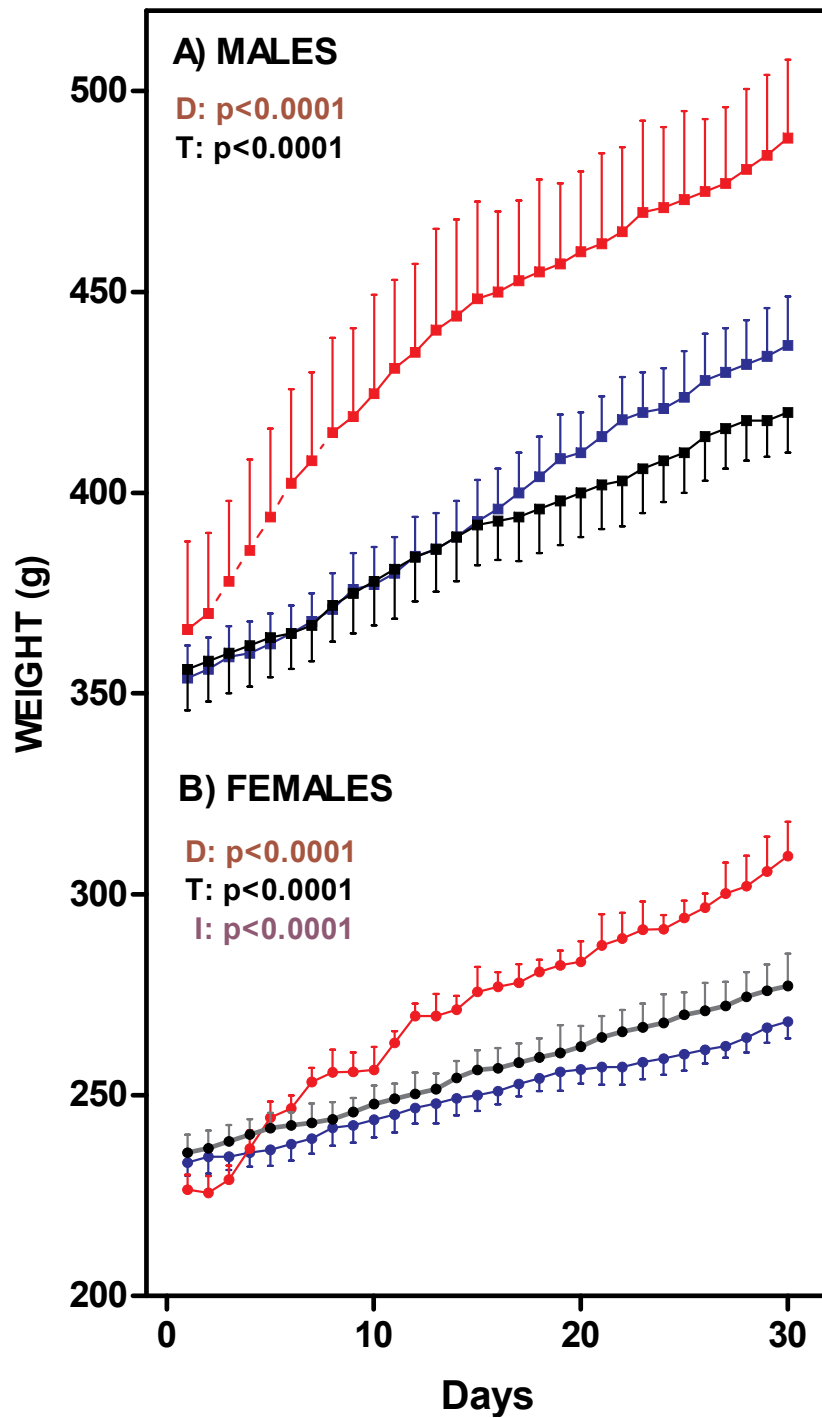 A) MALES
D: p<0.0001
T: p<0.0001
500
450
400
350
300
250
200
WEIGHT (g)
B) FEMALES
D: p<0.0001
T: p<0.0001
I: p<0.0001
0 10 20 30
Days